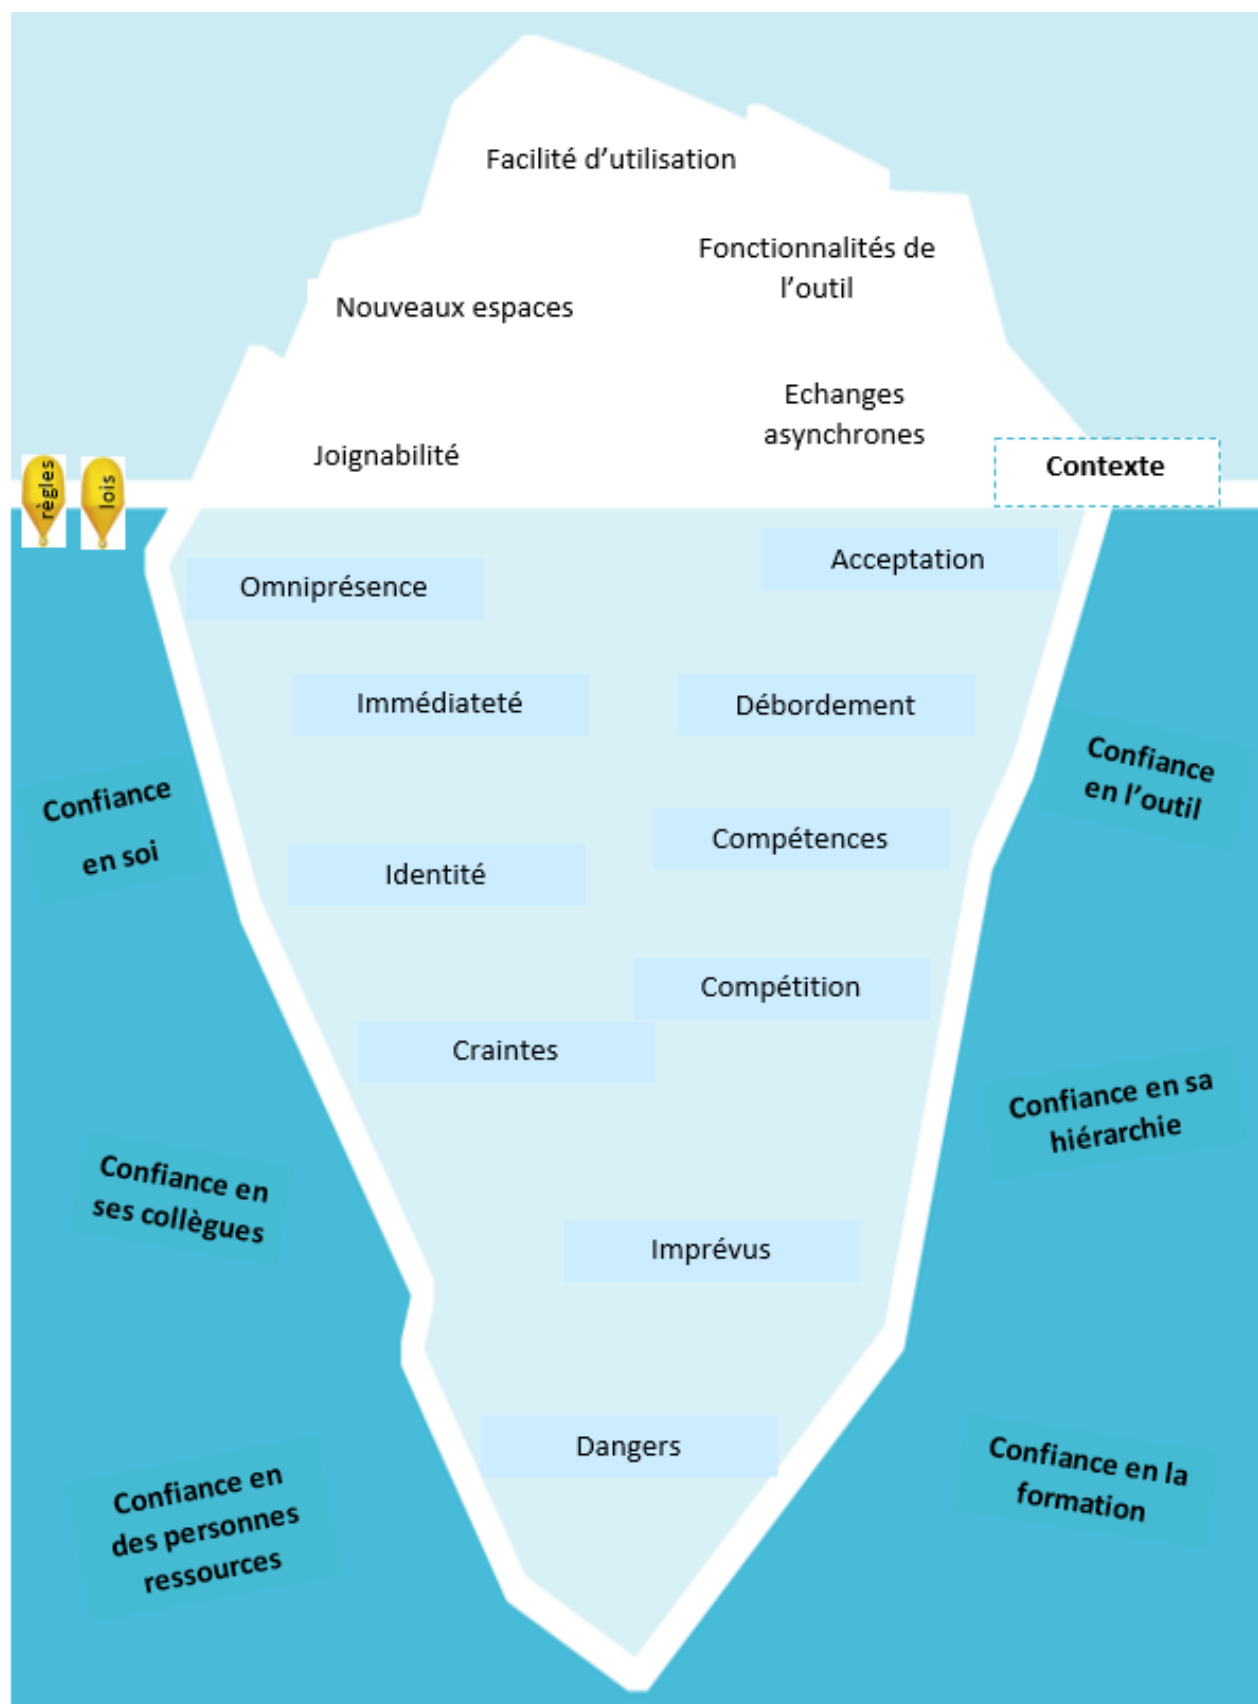 Facilité d’utilisation
Fonctionnalités de
l’outil
Nouveaux espaces
Echanges
asynchrones
Joignabilité
Contexte
règles
lois
Acceptation
Omniprésence
Immédiateté
Débordement
Confiance
en l’outil
Confiance
en soi
Compétences
Identité
Compétition
Craintes
Confiance en sa
hiérarchie
Confiance en
ses collègues
Imprévus
Dangers
Confiance en la
formation
Confiance en
des personnes
ressources